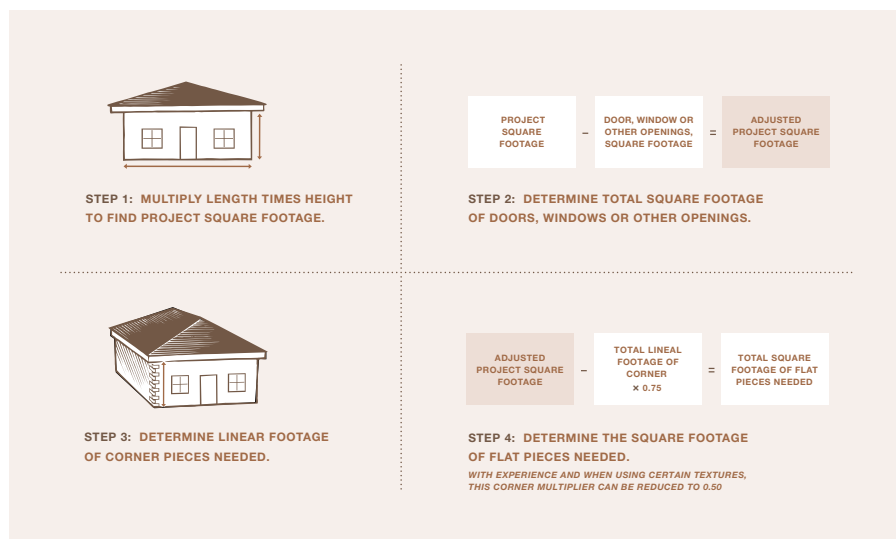 STEP 1: MULTIPLY LENGTH TIMES HEIGHT
TO FIND PROJECT SQUARE FOOTAGE.
PROJECT
SQUARE
FOOTAGE
–
DOOR, WINDOW OR
OTHER OPENINGS,
SQUARE FOOTAGE
=
ADJUSTED
PROJECT SQUARE
FOOTAGE
STEP 2: DETERMINE TOTAL SQUARE FOOTAGE
OF DOORS, WINDOWS OR OTHER OPENINGS.
STEP 3: DETERMINE LINEAR FOOTAGE
OF CORNER PIECES NEEDED.
ADJUSTED
PROJECT SQUARE
FOOTAGE
–
TOTAL LINEAL
FOOTAGE OF
CORNER
× 0.75
=
TOTAL SQUARE
FOOTAGE OF FLAT
PIECES NEEDED
STEP 4: DETERMINE THE SQUARE FOOTAGE
OF FLAT PIECES NEEDED.
WITH EXPERIENCE AND WHEN USING CERTAIN TEXTURES,
THIS CORNER MULTIPLIER CAN BE REDUCED TO 0.50